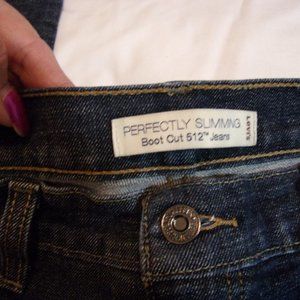 PERFECTLY SLIMMING
Boot Cut 512™ Jeans
Levi's